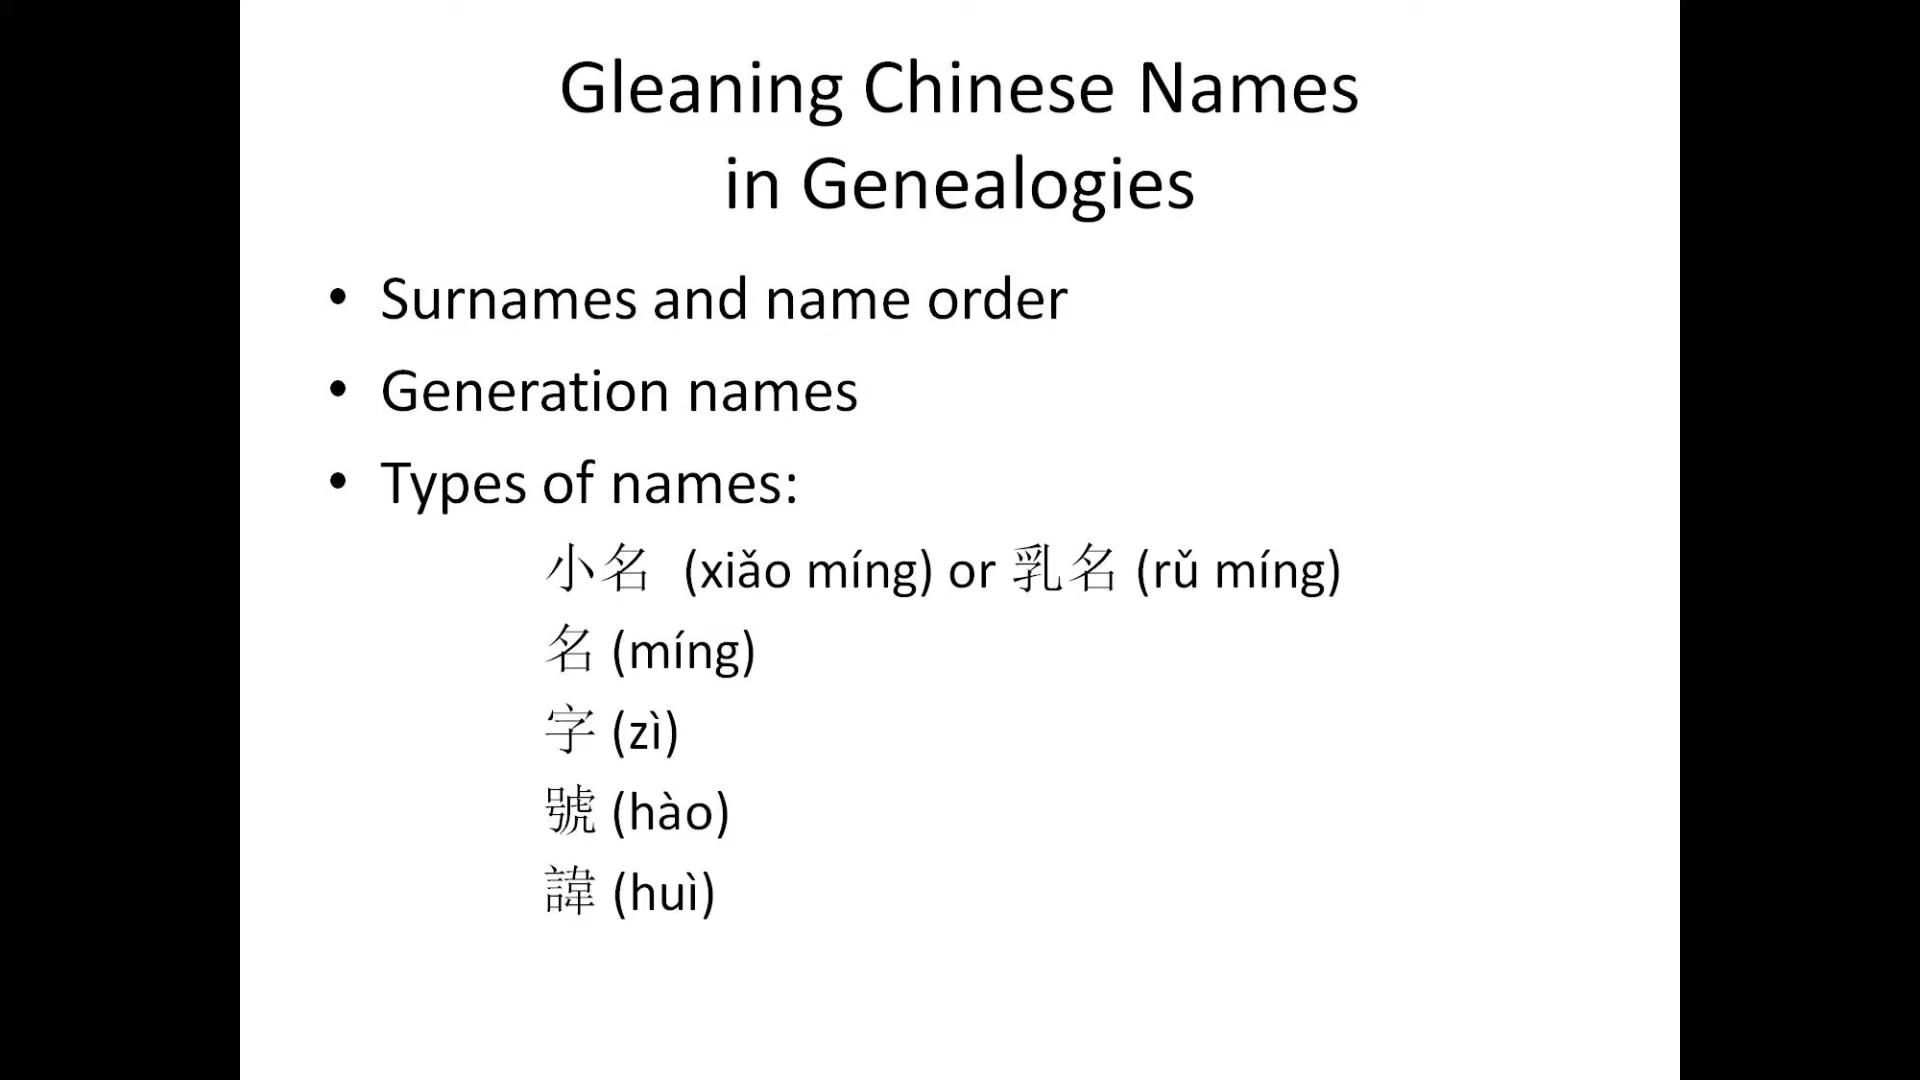 Gleaning Chinese Names
in Genealogies
• Surnames and name order
• Generation names
• Types of names:
小名 (xiǎo míng) or 乳名 (rǔ míng)
名 (míng)
字 (zì)
號 (hào)
諱 (huì)